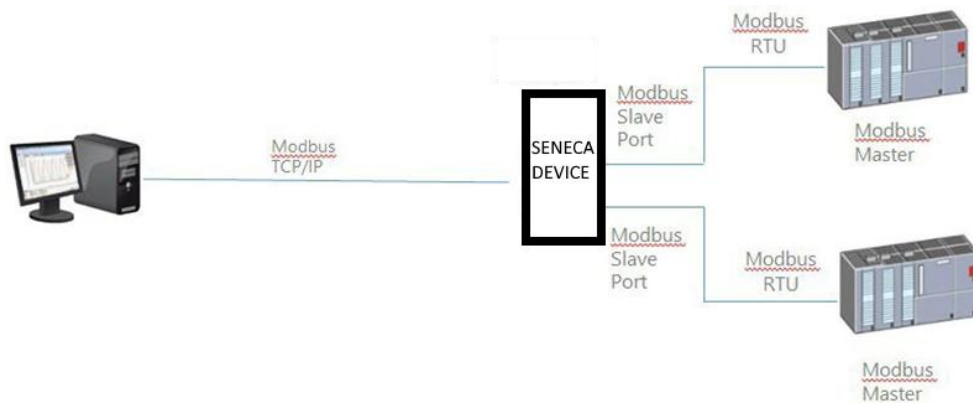 Modbus
RTU
Modbus
Slave
Port
Modbus
Master
Modbus
TCP/IP
SENECA
DEVICE
Modbus
Slave
Port
Modbus
RTU
Modbus
Master